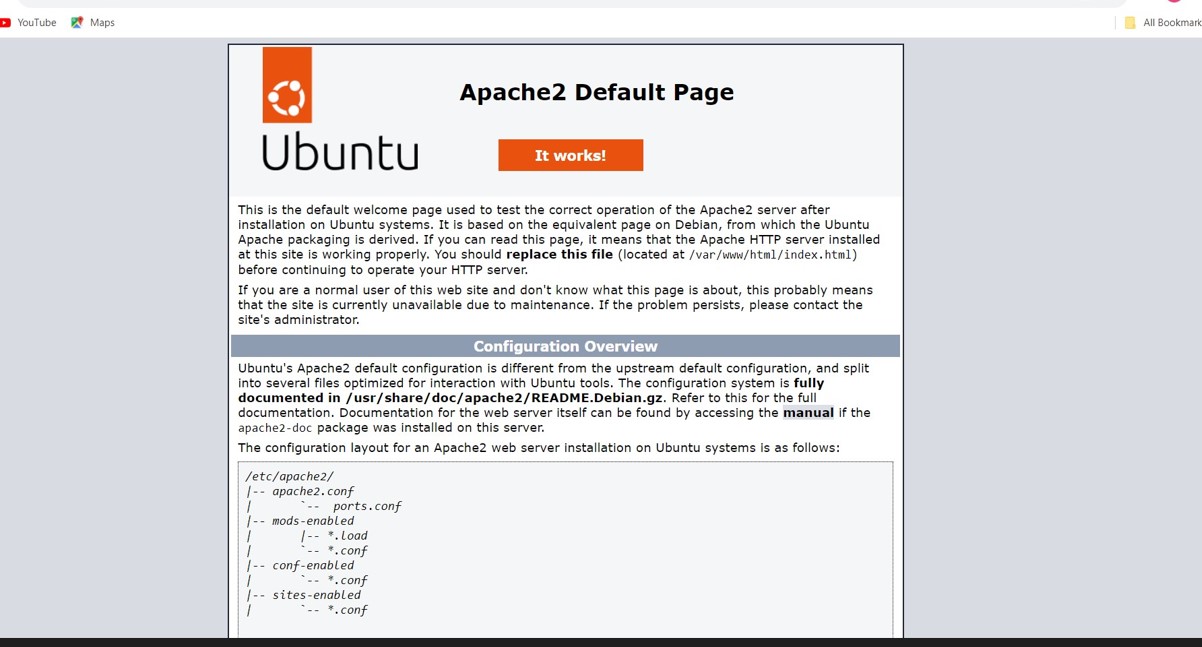 YouTube Maps All Bookmark
Apache2 Default Page
Ubuntu
It works!
This is the default welcome page used to test the correct operation of the Apache2 server after
installation on Ubuntu systems. It is based on the equivalent page on Debian, from which the Ubuntu
Apache packaging is derived. If you can read this page, it means that the Apache HTTP server installed
at this site is working properly. You should replace this file (located at /var/www/html/index.html)
before continuing to operate your HTTP server.
If you are a normal user of this web site and don't know what this page is about, this probably means
that the site is currently unavailable due to maintenance. If the problem persists, please contact the
site's administrator.
Configuration Overview
Ubuntu's Apache2 default configuration is different from the upstream default configuration, and split
into several files optimized for interaction with Ubuntu tools. The configuration system is fully
documented in /usr/share/doc/apache2/README.Debian.gz. Refer to this for the full
documentation. Documentation for the web server itself can be found by accessing the manual if the
apache2-doc package was installed on this server.
The configuration layout for an Apache2 web server installation on Ubuntu systems is as follows:
/etc/apache2/
|-- apache2.conf
|       `--  ports.conf
|-- mods-enabled
|       |-- *.load
|       `-- *.conf
|-- conf-enabled
|       `-- *.conf
|-- sites-enabled
|       `-- *.conf